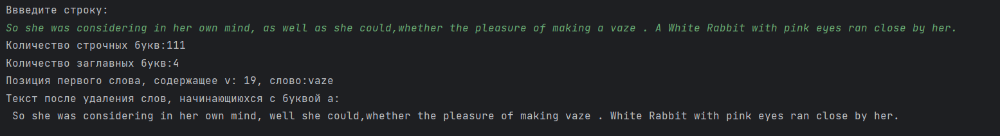 Ввведите строку:
So she was considering in her own mind, as well as she could,whether the pleasure of making a vaze . A White Rabbit with pink eyes ran close by her.
Количество строчных букв:111
Количество заглавных букв:4
Позиция первого слова, содержащее v: 19, слово:vaze
Текст после удаления слов, начинающиюхся с буквой a:
So she was considering in her own mind, well she could,whether the pleasure of making vaze . White Rabbit with pink eyes ran close by her.